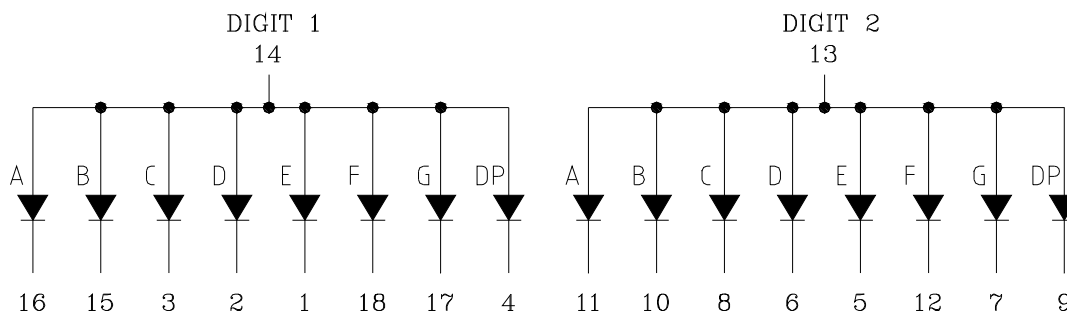 DIGIT 1 DIGIT 2
14 13
A B C D E F G DP A B C D E F G DP
16 15 3 2 1 18 17 4 11 10 8 6 5 12 7 9